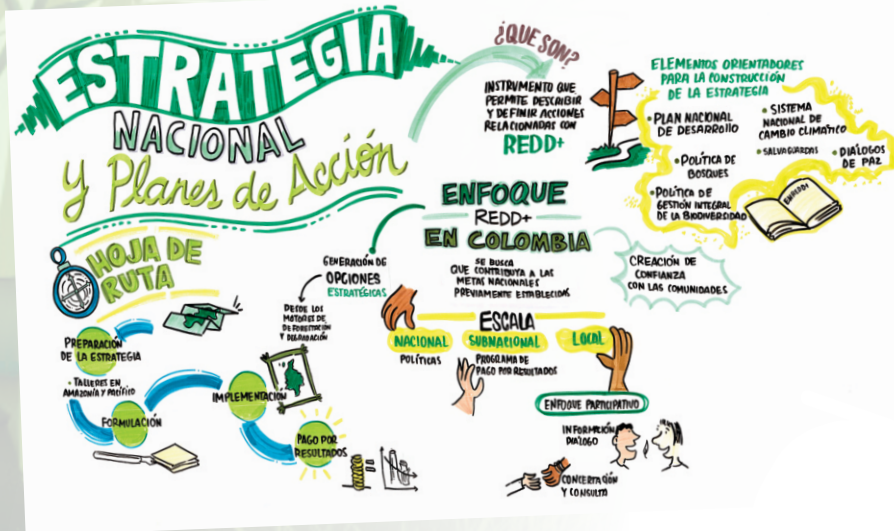 ESTRATEGIA
NACIONAL
y Planes de Acción
¿QUE SON?
INSTRUMENTO QUE
PERMITE DESCRIBIR
Y DEFINIR ACCIONES
RELACIONADAS CON
REDD+
ELEMENTOS ORIENTADORES
PARA LA CONSTRUCCIÓN
DE LA ESTRATEGIA
• PLAN NACIONAL
DE DESARROLLO
• SISTEMA
NACIONAL DE
CAMBIO CLIMÁTICO
• POLÍTICA DE
BOSQUES
• SALVAGUARDAS
• DIÁLOGOS
DE PAZ
• POLÍTICA DE
GESTIÓN INTEGRAL
DE LA BIODIVERSIDAD
ENREDD+
ENFOQUE
REDD+
EN COLOMBIA
SE BUSCA
QUE CONTRIBUYA A LAS
METAS NACIONALES
PREVIAMENTE ESTABLECIDAS
CREACIÓN DE
CONFIANZA
CON LAS COMUNIDADES
GENERACIÓN DE
OPCIONES
ESTRATÉGICAS
DESDE LOS
MOTORES DE
DEFORESTACIÓN
Y DEGRADACIÓN
ESCALA
NACIONAL
SUBNACIONAL
LOCAL
POLÍTICAS
PROGRAMA DE
PAGO POR RESULTADOS
ENFOQUE PARTICIPATIVO
INFORMACIÓN
DIALOGO
CONCERTACIÓN
Y CONSULTA
HOJA DE
RUTA
PREPARACIÓN
DE LA ESTRATEGIA
• TALLERES EN
AMAZONÍA Y PACÍFICO
FORMULACIÓN
IMPLEMENTACIÓN
PAGO POR
RESULTADOS